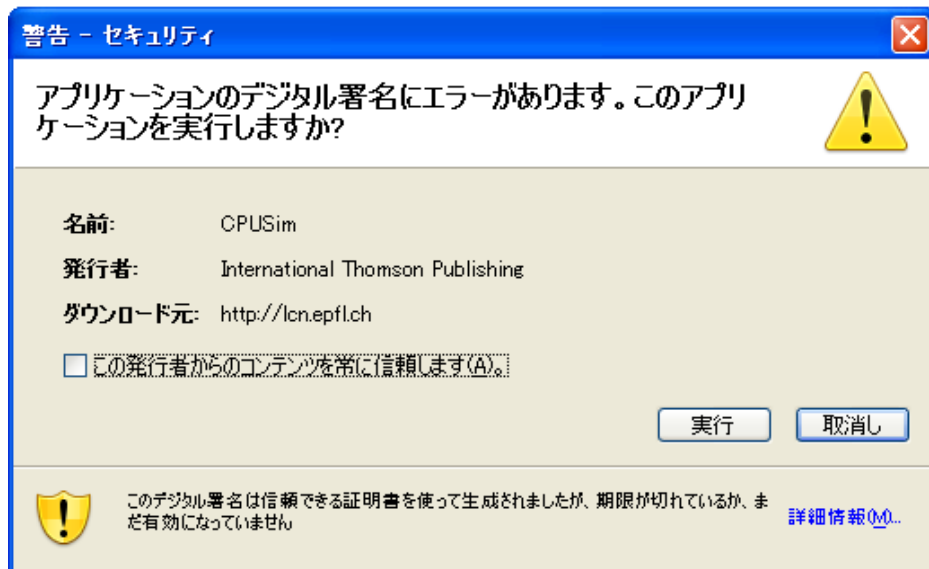 警告 - セキュリティ
アプリケーションのデジタル署名にエラーがあります。このアプリ
ケーションを実行しますか?
名前: CPUSim
発行者: International Thomson Publishing
ダウンロード元: http://lcn.epfl.ch
この発行者からのコンテンツを常に信頼します(A)。
実行 取消し
このデジタル署名は信頼できる証明書を使って生成されましたが、期限が切れているか、ま
だ有効になっていません
詳細情報(M)...